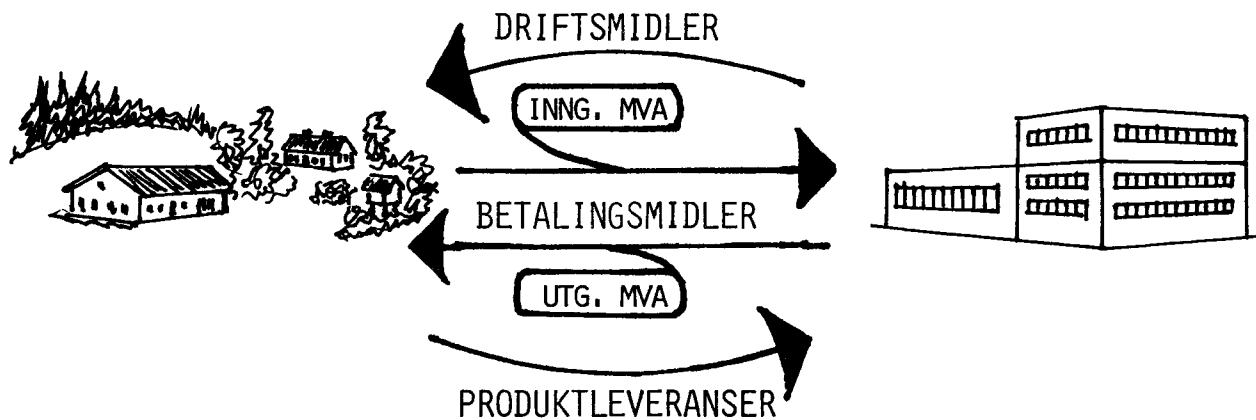 DRIFTSMIDLER
INNG. MVA
BETALINGSMIDLER
UTG. MVA
PRODUKTLEVERANSER